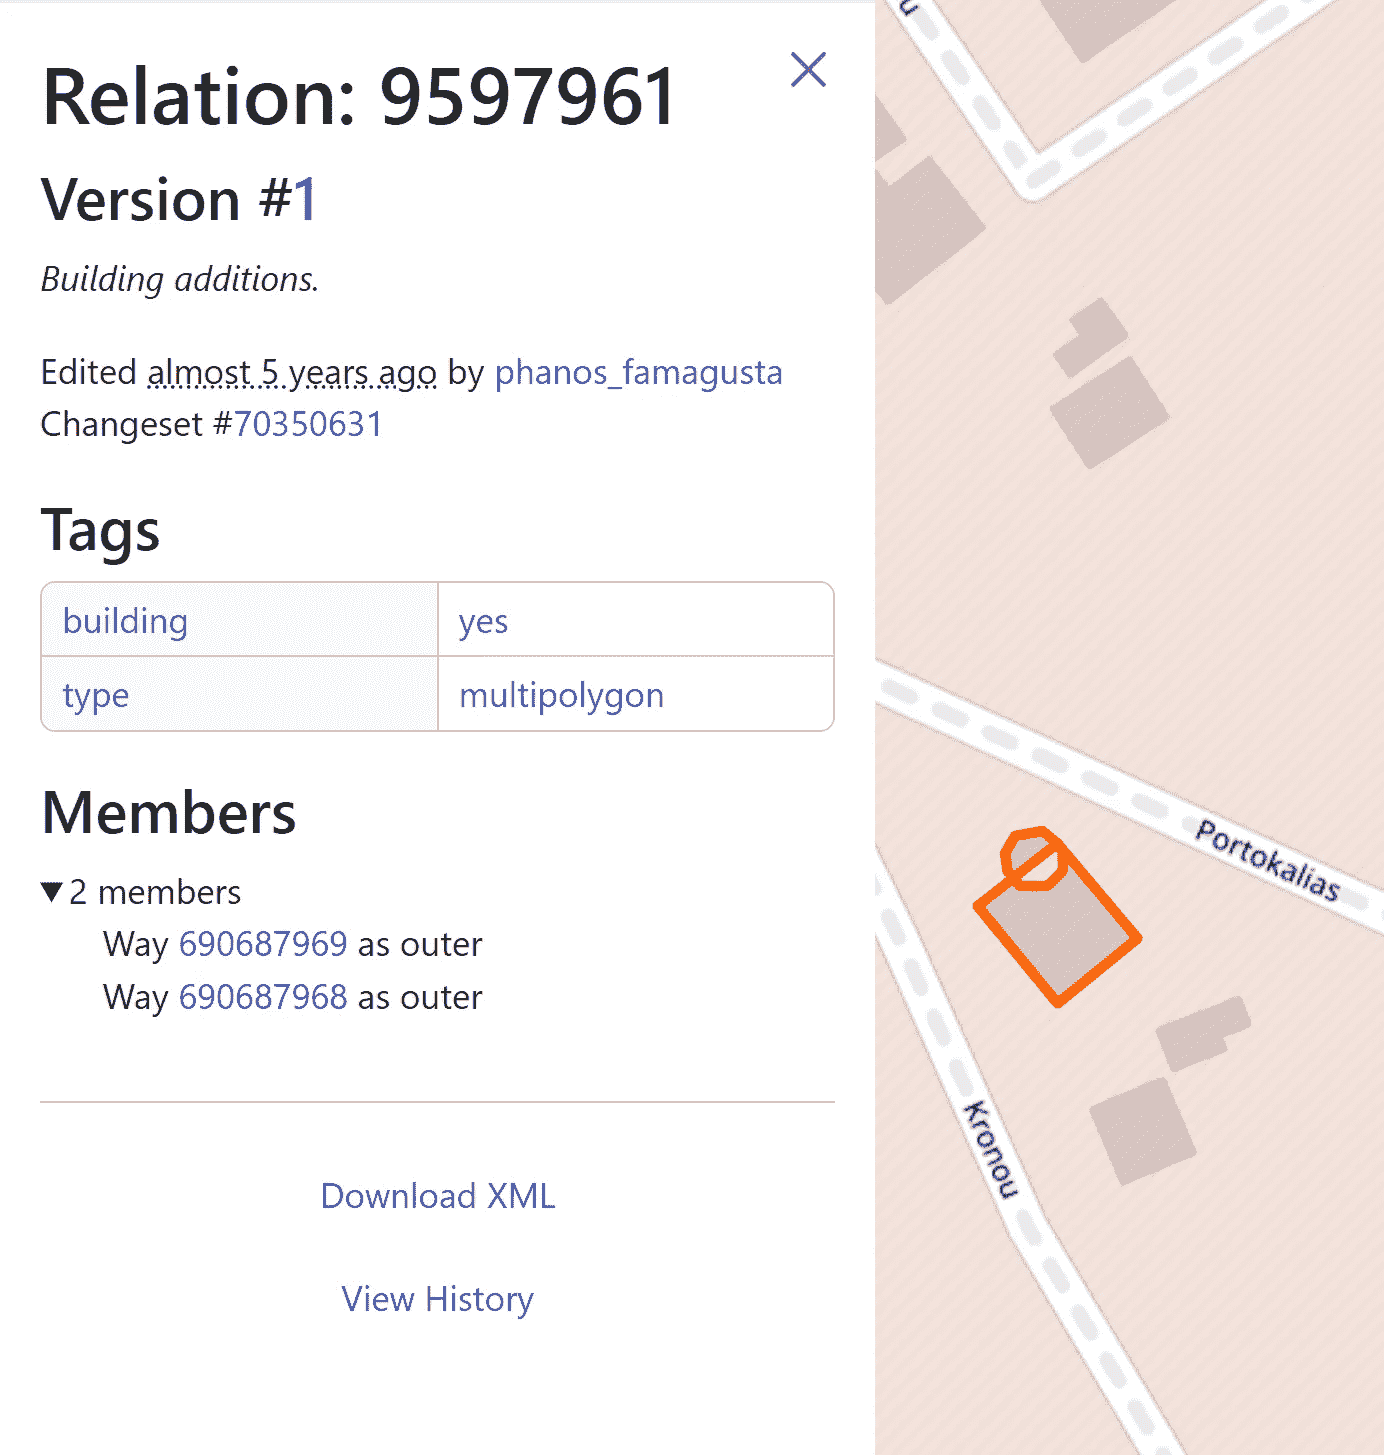 Relation: 9597961
Version #1
Building additions.
Edited almost 5 years ago by phanos_famagusta
Changeset #70350631
Tags
building yes
type multipolygon
Members
▼2 members
Way 690687969 as outer
Way 690687968 as outer
Download XML
View History
u
Portokalias
Kronou